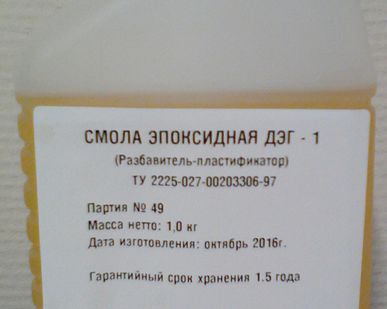 СМОЛА ЭПОКСИДНАЯ ДЭГ - 1
(Разбавитель-пластификатор)
ТУ 2225-027-00203306-97
Партия № 49
Масса нетто: 1,0 кг
Дата изготовления: октябрь 2016г.
Гарантийный срок хранения 1.5 года